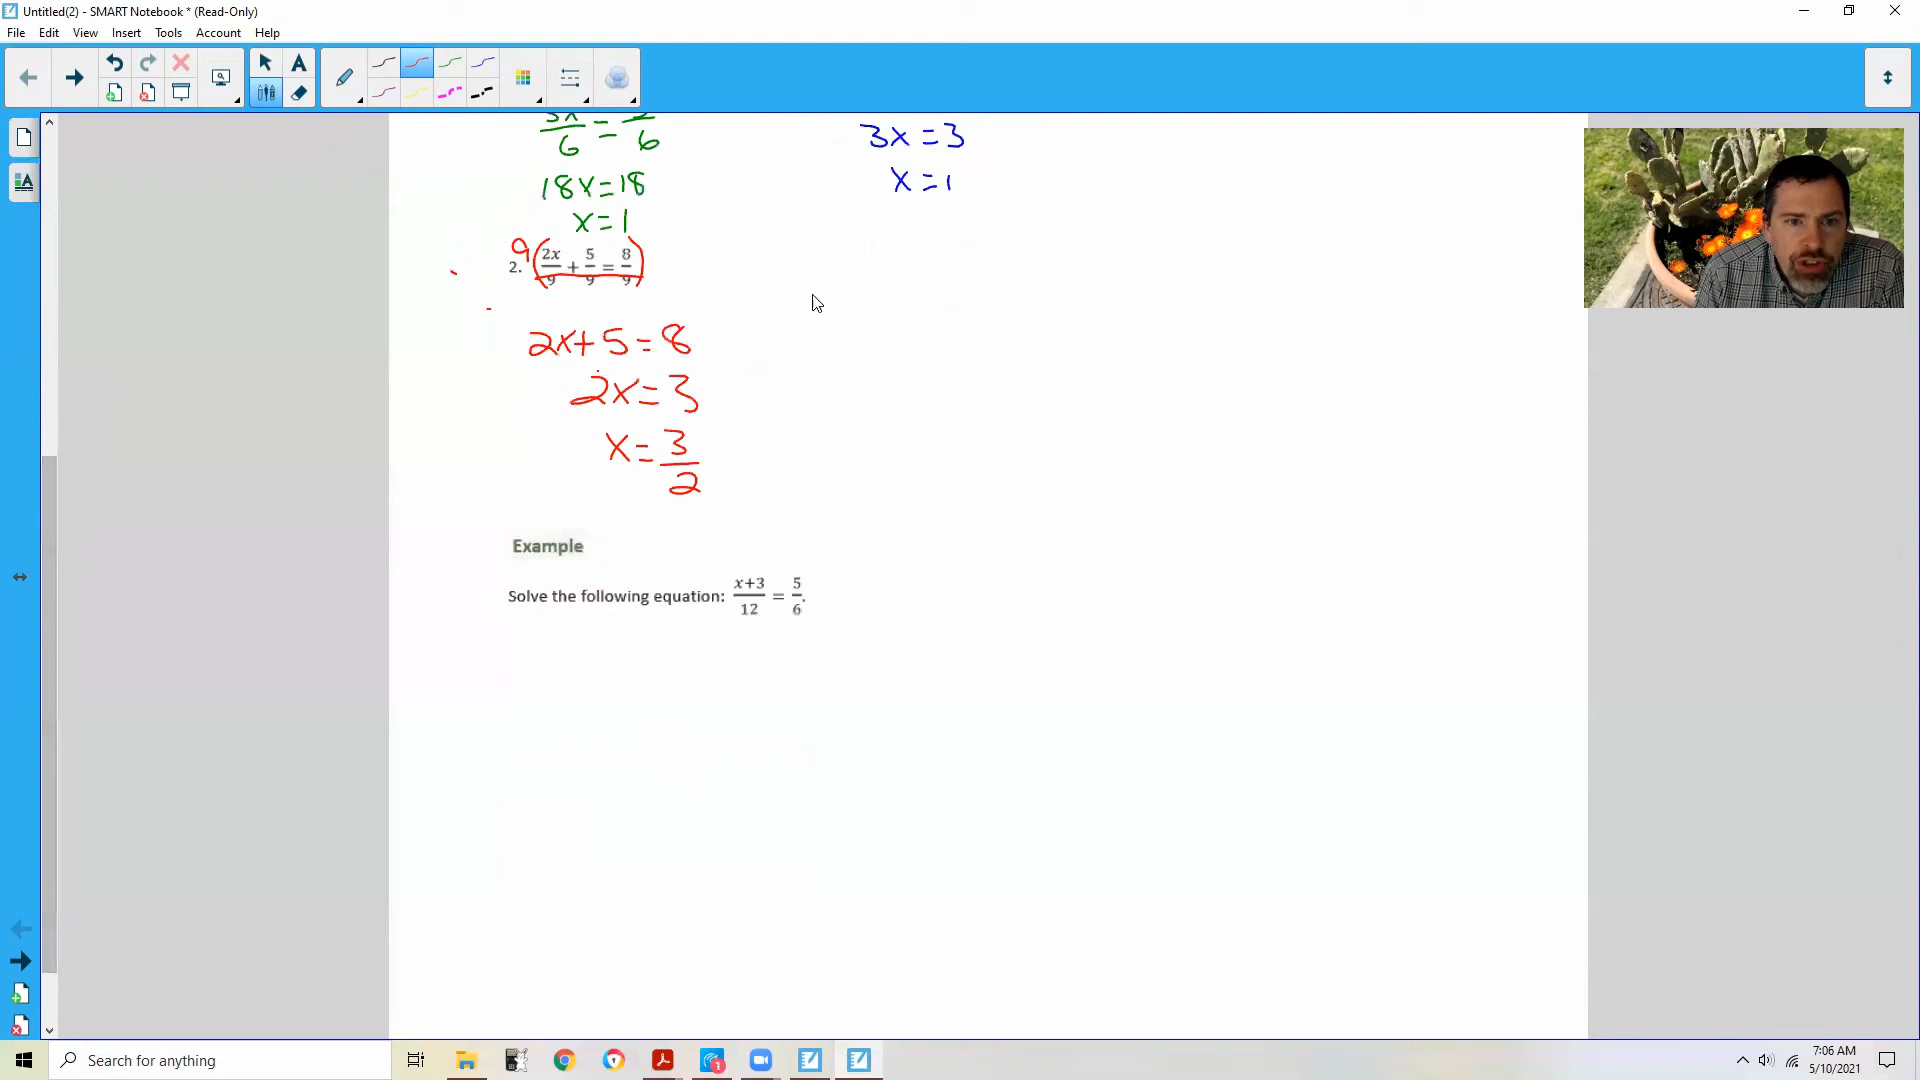 Untitled(2) - SMART Notebook * (Read-Only)
File Edit View Insert Tools Account Help
A
A
3x = 3
6 6
18x = 18
x = 1
x = 1
9
2. ( 2x/9 + 5/9 = 8/9 )
2x + 5 = 8
2x = 3
x = 3/2
Example
Solve the following equation: x+3/12 = 5/6.
Search for anything
1
7:06 AM
5/10/2021